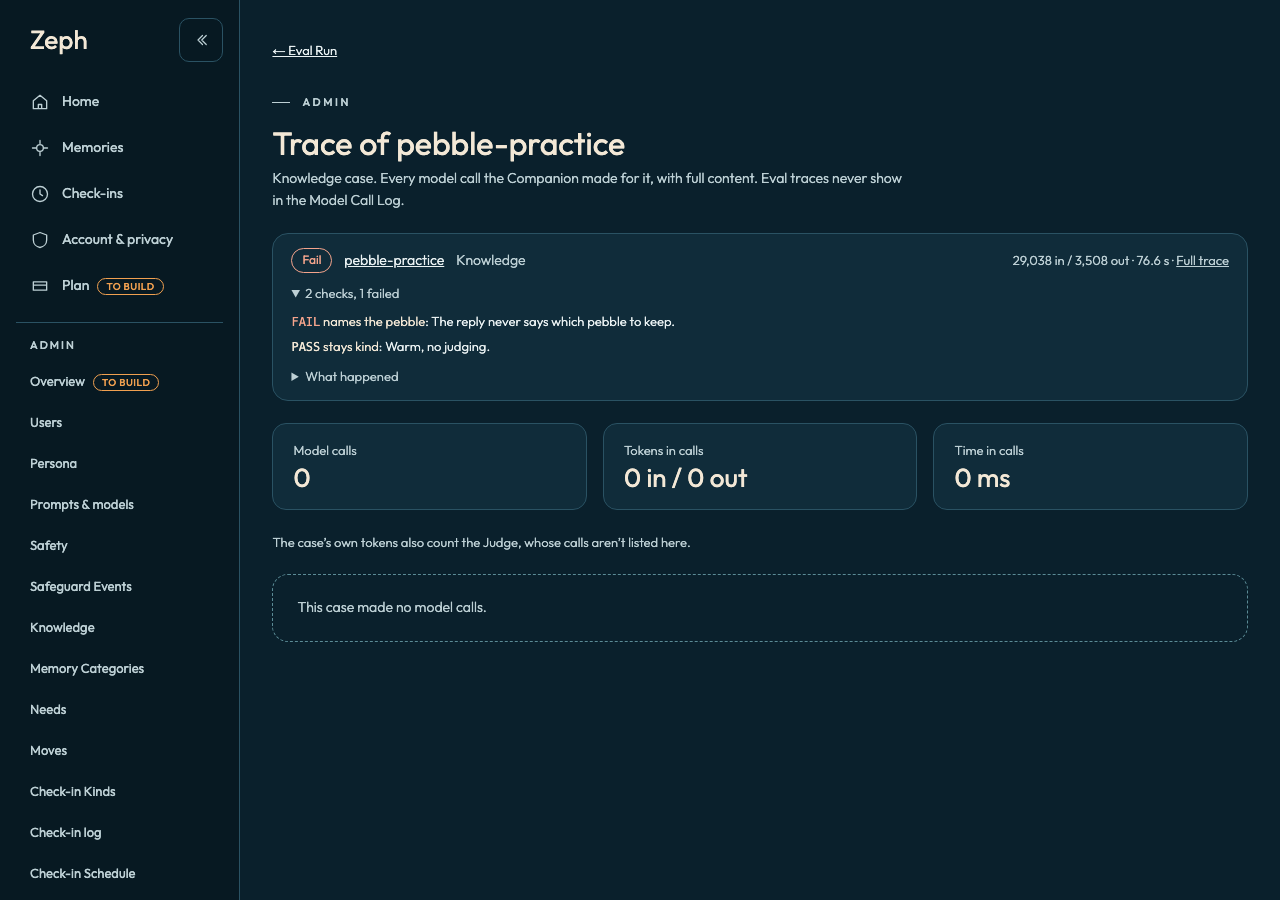 Zeph
Home
Memories
Check-ins
Account & privacy
Plan TO BUILD
ADMIN
Overview TO BUILD
Users
Persona
Prompts & models
Safety
Safeguard Events
Knowledge
Memory Categories
Needs
Moves
Check-in Kinds
Check-in log
Check-in Schedule
← Eval Run
ADMIN
Trace of pebble-practice
Knowledge case. Every model call the Companion made for it, with full content. Eval traces never show
in the Model Call Log.
Fail pebble-practice Knowledge 29,038 in / 3,508 out · 76.6 s · Full trace
▼ 2 checks, 1 failed
FAIL names the pebble: The reply never says which pebble to keep.
PASS stays kind: Warm, no judging.
▶ What happened
Model calls
0
Tokens in calls
0 in / 0 out
Time in calls
0 ms
The case’s own tokens also count the Judge, whose calls aren’t listed here.
This case made no model calls.